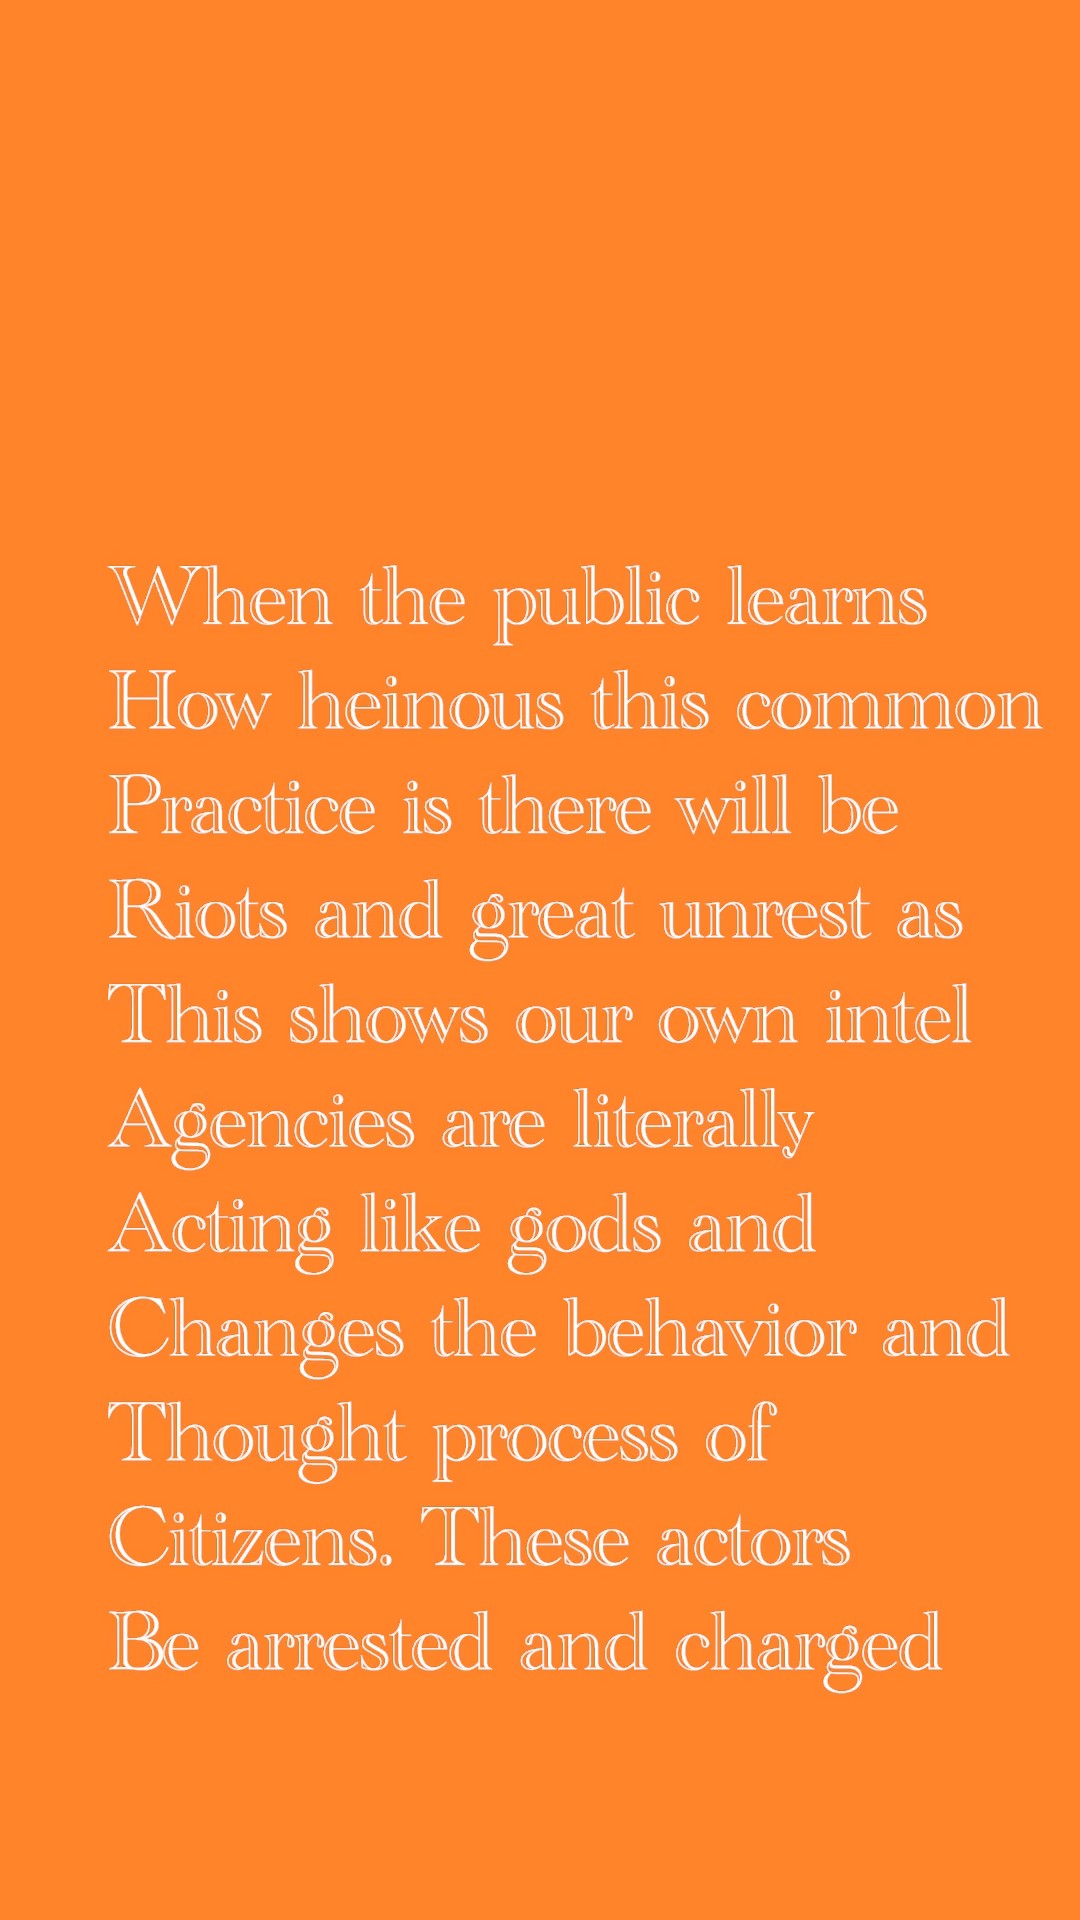 When the public learns
How heinous this common
Practice is there will be
Riots and great unrest as
This shows our own intel
Agencies are literally
Acting like gods and
Changes the behavior and
Thought process of
Citizens. These actors
Be arrested and charged